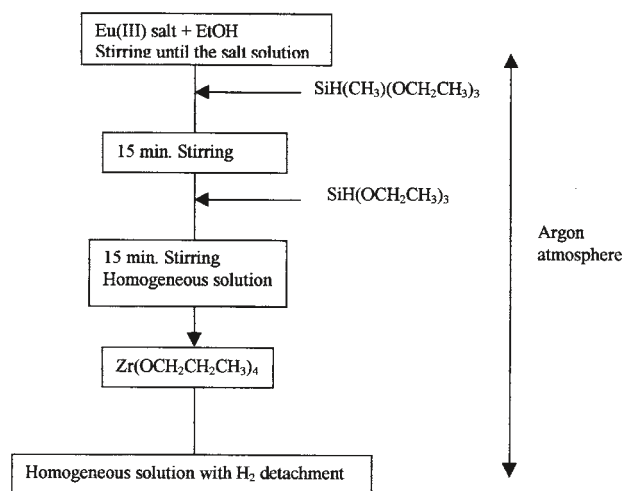 Eu(III) salt + EtOH
Stirring until the salt solution
SiH(CH₃)(OCH₂CH₃)₃
15 min. Stirring
SiH(OCH₂CH₃)₃
15 min. Stirring
Homogeneous solution
Argon
atmosphere
Zr(OCH₂CH₂CH₃)₄
Homogeneous solution with H₂ detachment